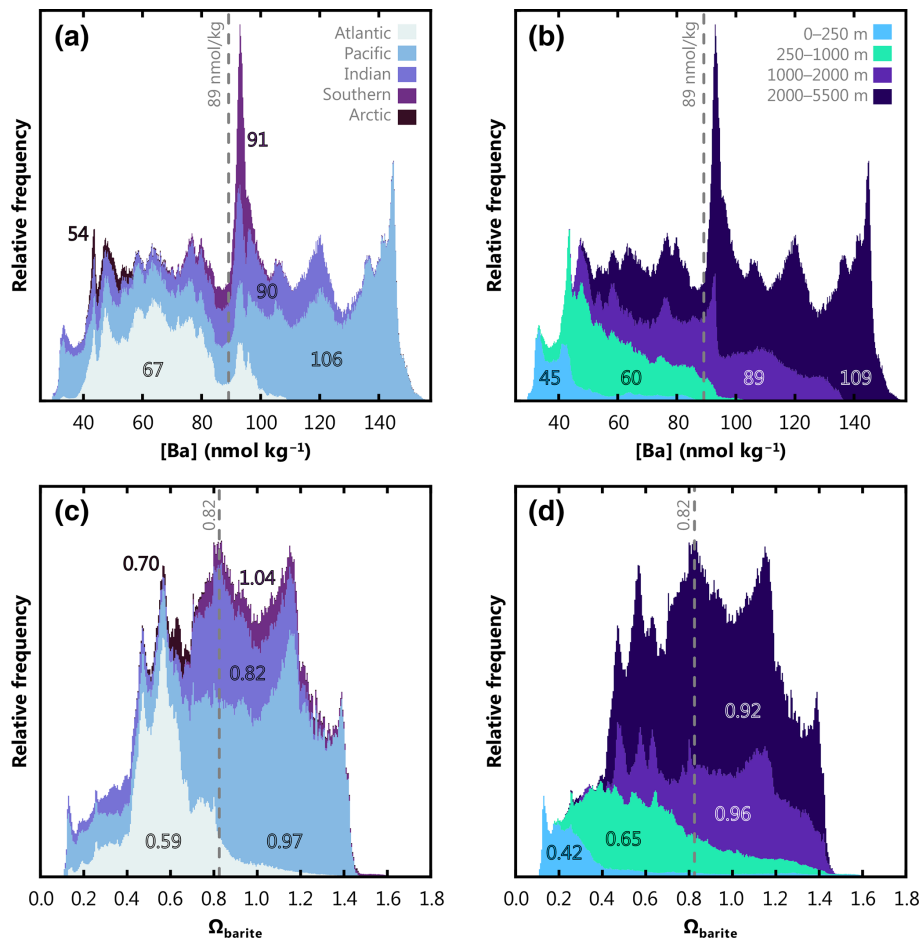 (a)
89 nmol/kg
Atlantic
Pacific
Indian
Southern
Arctic
54
91
90
67
106
Relative frequency
40 60 80 100 120 140
[Ba] (nmol kg⁻¹)
(b)
89 nmol/kg
0–250 m
250–1000 m
1000–2000 m
2000–5500 m
45
60
89
109
Relative frequency
40 60 80 100 120 140
[Ba] (nmol kg⁻¹)
(c)
0.82
0.70
1.04
0.82
0.59
0.97
Relative frequency
0.0 0.2 0.4 0.6 0.8 1.0 1.2 1.4 1.6 1.8
Ωbarite
(d)
0.82
0.92
0.96
0.65
0.42
Relative frequency
0.0 0.2 0.4 0.6 0.8 1.0 1.2 1.4 1.6 1.8
Ωbarite